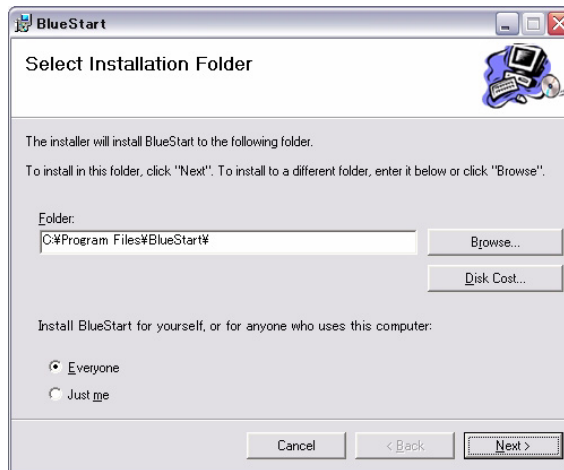 BlueStart
Select Installation Folder
The installer will install BlueStart to the following folder.
To install in this folder, click "Next". To install to a different folder, enter it below or click "Browse".
Folder:
C:¥Program Files¥BlueStart¥
Browse...
Disk Cost...
Install BlueStart for yourself, or for anyone who uses this computer:
Everyone
Just me
Cancel
< Back
Next >